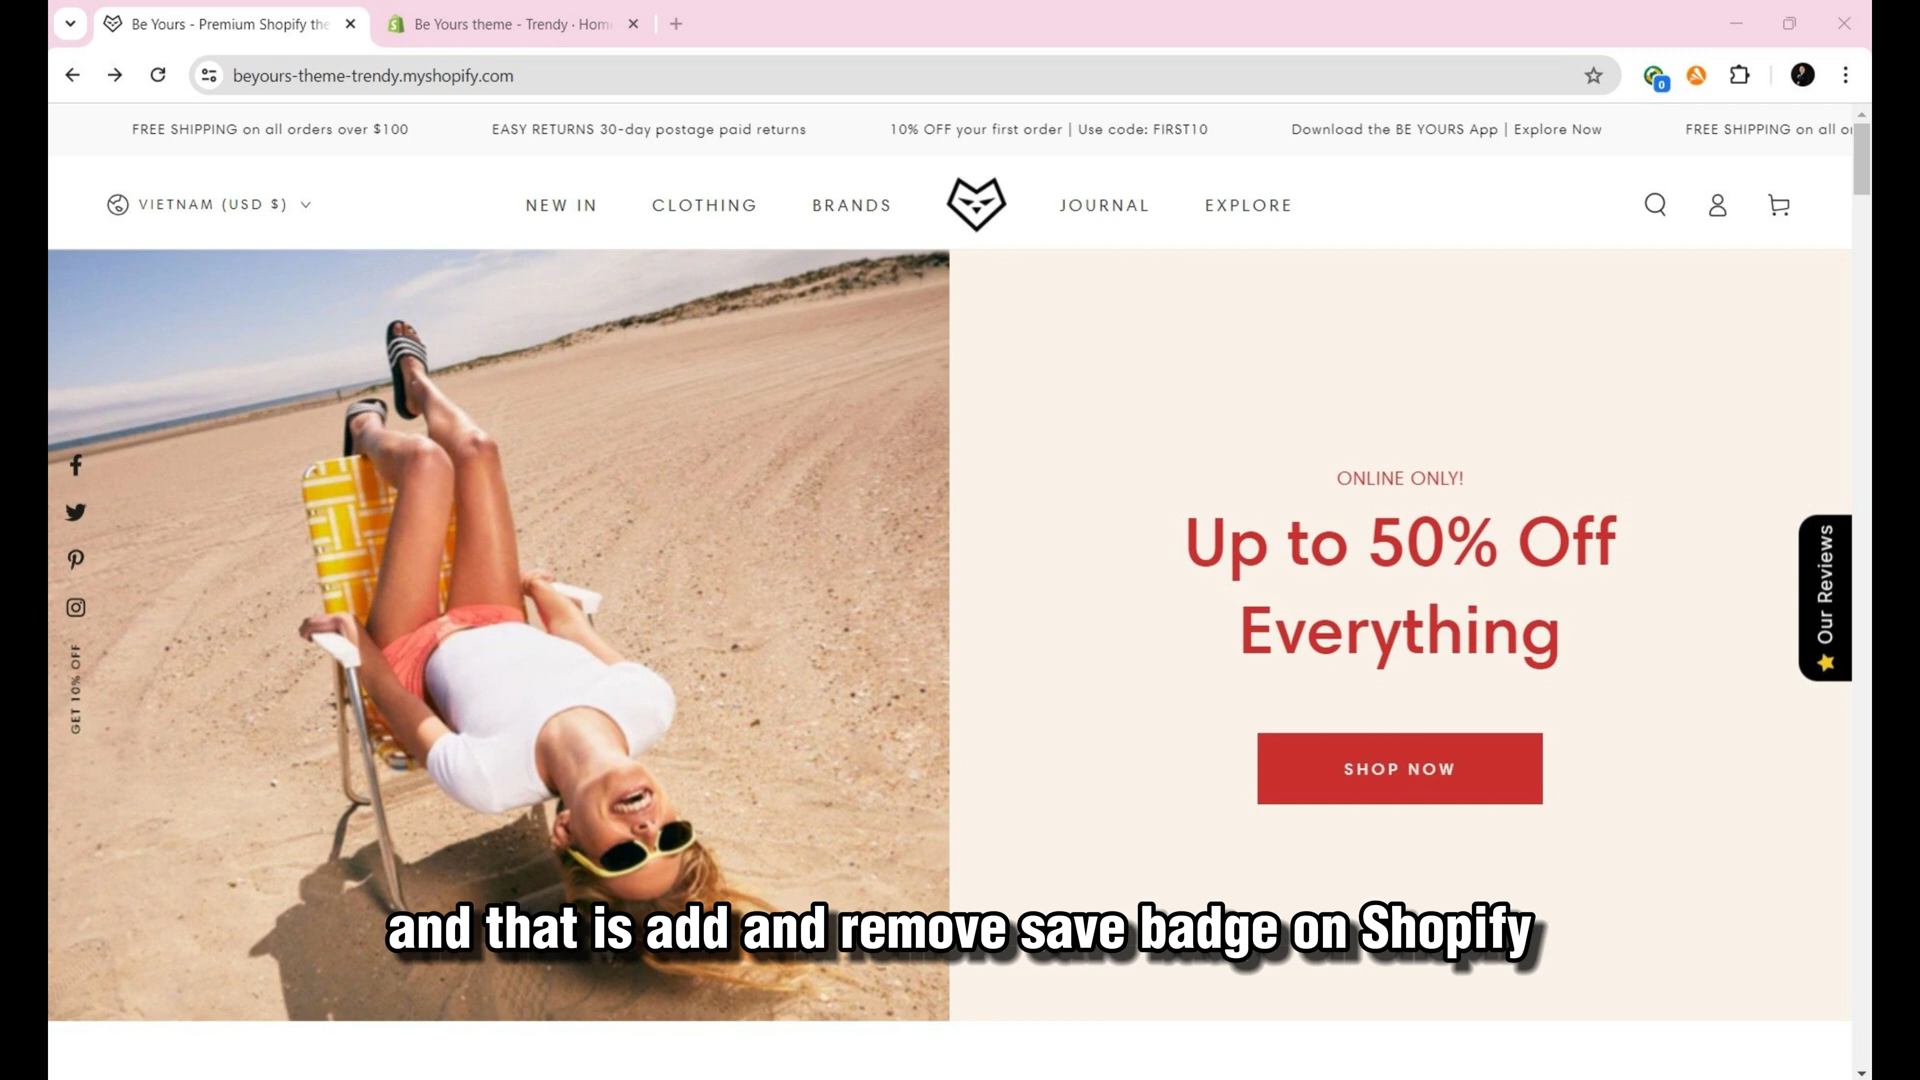 Be Yours - Premium Shopify the
Be Yours theme - Trendy · Hom
beyours-theme-trendy.myshopify.com
0
FREE SHIPPING on all orders over $100
EASY RETURNS 30-day postage paid returns
10% OFF your first order | Use code: FIRST10
Download the BE YOURS App | Explore Now
FREE SHIPPING on all or
VIETNAM (USD $)
NEW IN
CLOTHING
BRANDS
JOURNAL
EXPLORE
GET 10% OFF
ONLINE ONLY!
Up to 50% Off
Everything
SHOP NOW
Our Reviews
and that is add and remove save badge on Shopify